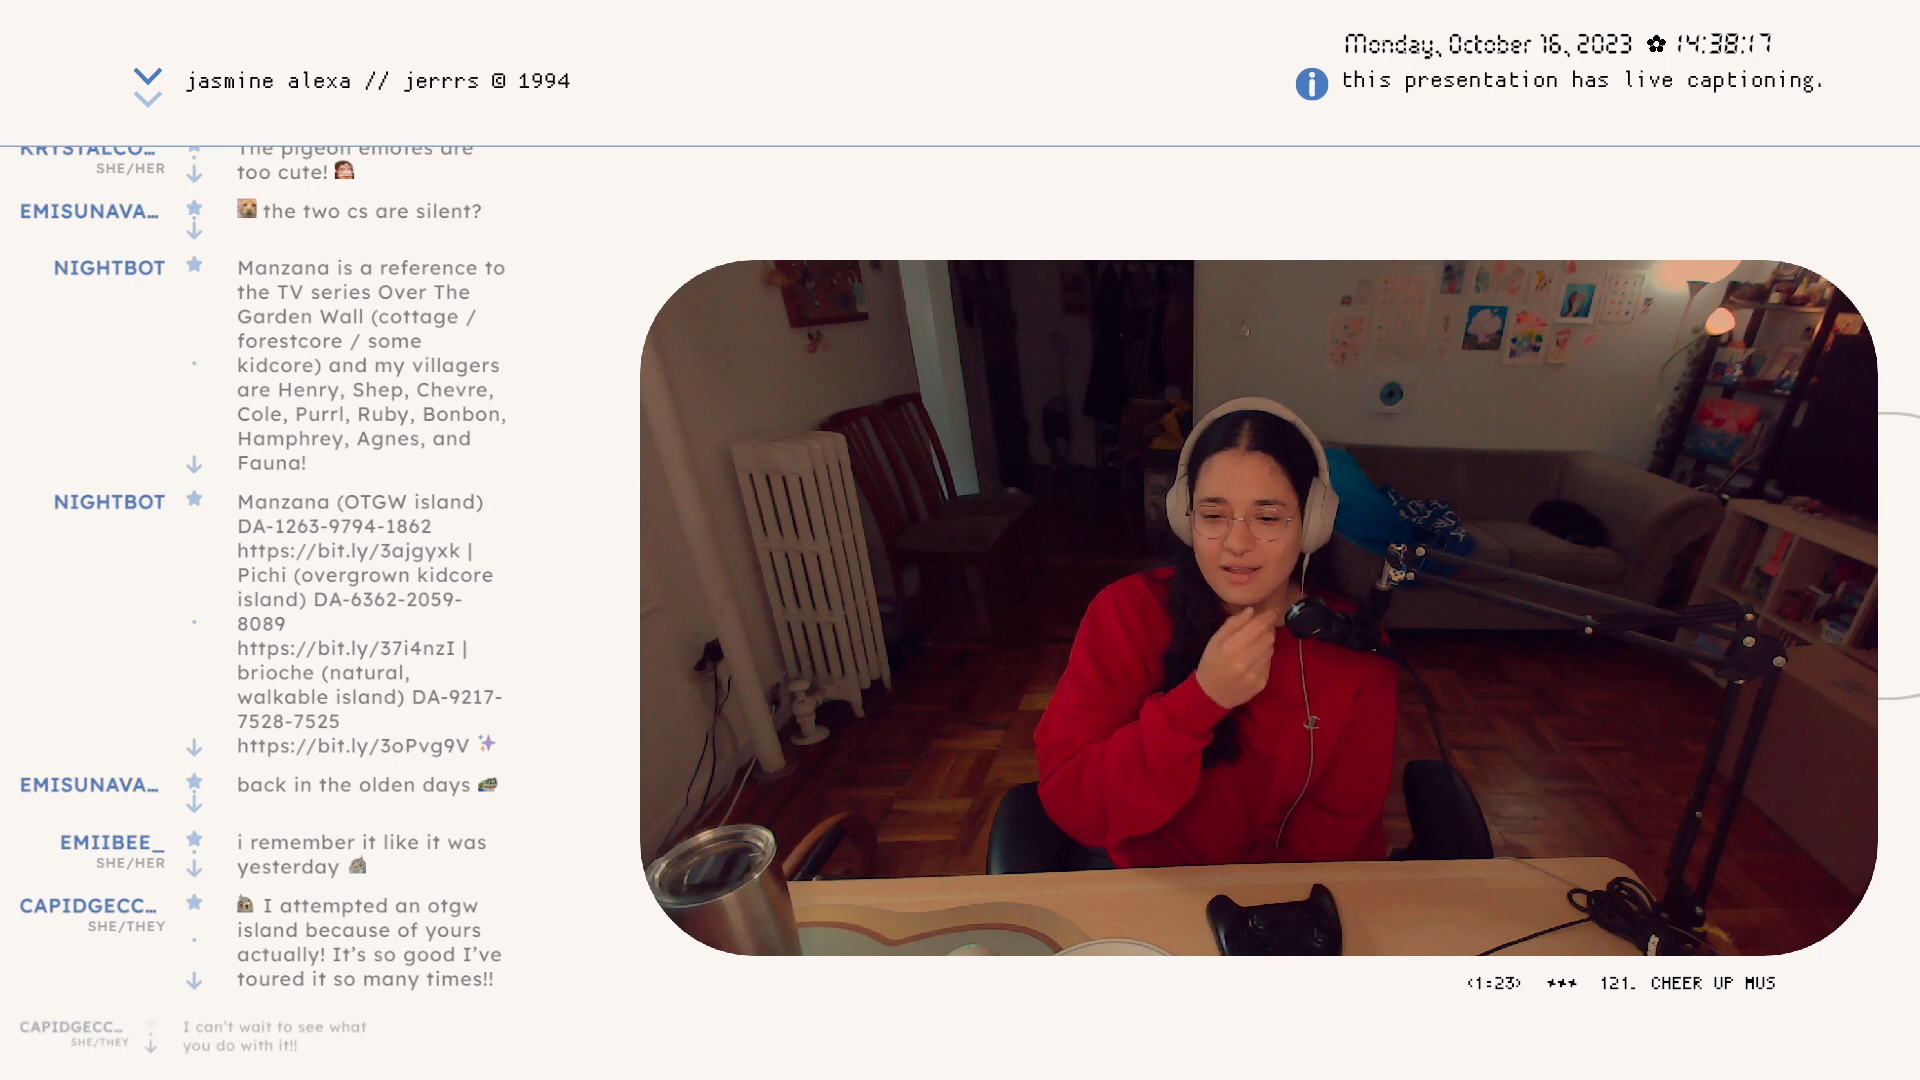 Monday, October 16, 2023 ✿ 14:38:17
jasmine alexa // jerrrs @ 1994
this presentation has live captioning.
KRYSTALCO…
SHE/HER
The pigeon emotes are
too cute!
EMISUNAVA…
the two cs are silent?
NIGHTBOT
Manzana is a reference to
the TV series Over The
Garden Wall (cottage /
forestcore / some
kidcore) and my villagers
are Henry, Shep, Chevre,
Cole, Purrl, Ruby, Bonbon,
Hamphrey, Agnes, and
Fauna!
NIGHTBOT
Manzana (OTGW island)
DA-1263-9794-1862
https://bit.ly/3ajgyxk |
Pichi (overgrown kidcore
island) DA-6362-2059-
8089
https://bit.ly/37i4nzI |
brioche (natural,
walkable island) DA-9217-
7528-7525
https://bit.ly/3oPvg9V ✨
EMISUNAVA…
back in the olden days
EMIIBEE_
SHE/HER
i remember it like it was
yesterday
CAPIDGECC…
SHE/THEY
I attempted an otgw
island because of yours
actually! It's so good I've
toured it so many times!!
CAPIDGECC…
SHE/THEY
I can't wait to see what
you do with it!!
<1:23> *** 121. CHEER UP MUS